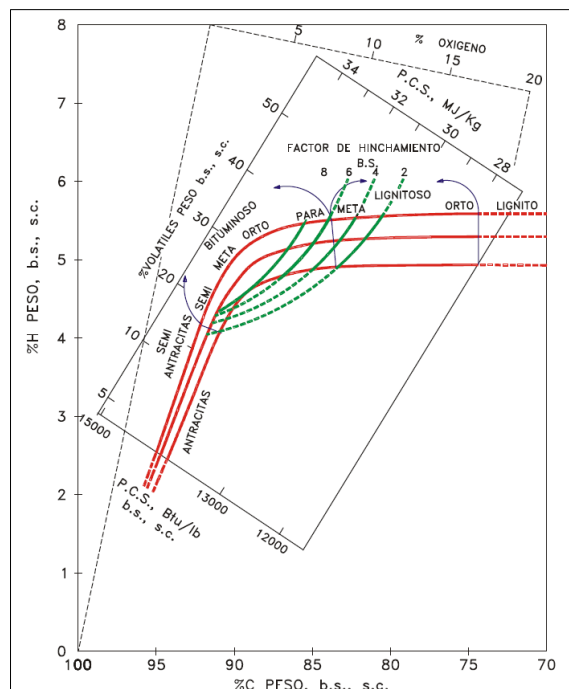 8
7
6
5
4
3
2
1
0
%H PESO, b.s., s.c.
100
95
90
85
80
75
70
%C PESO, b.s., s.c.
% OXIGENO
5
10
15
20
P.C.S., MJ/Kg
34
32
30
28
FACTOR DE HINCHAMIENTO
B.S.
8 6 4 2
%VOLATILES PESO b.s., s.c.
50
40
30
20
10
5
BITUMINOSO
SEMI META ORTO PARA META ORTO
LIGNITOSO
LIGNITO
SEMI
ANTRACITAS
ANTRACITAS
15000
13000
12000
P.C.S., Btu/lb
b.s., s.c.